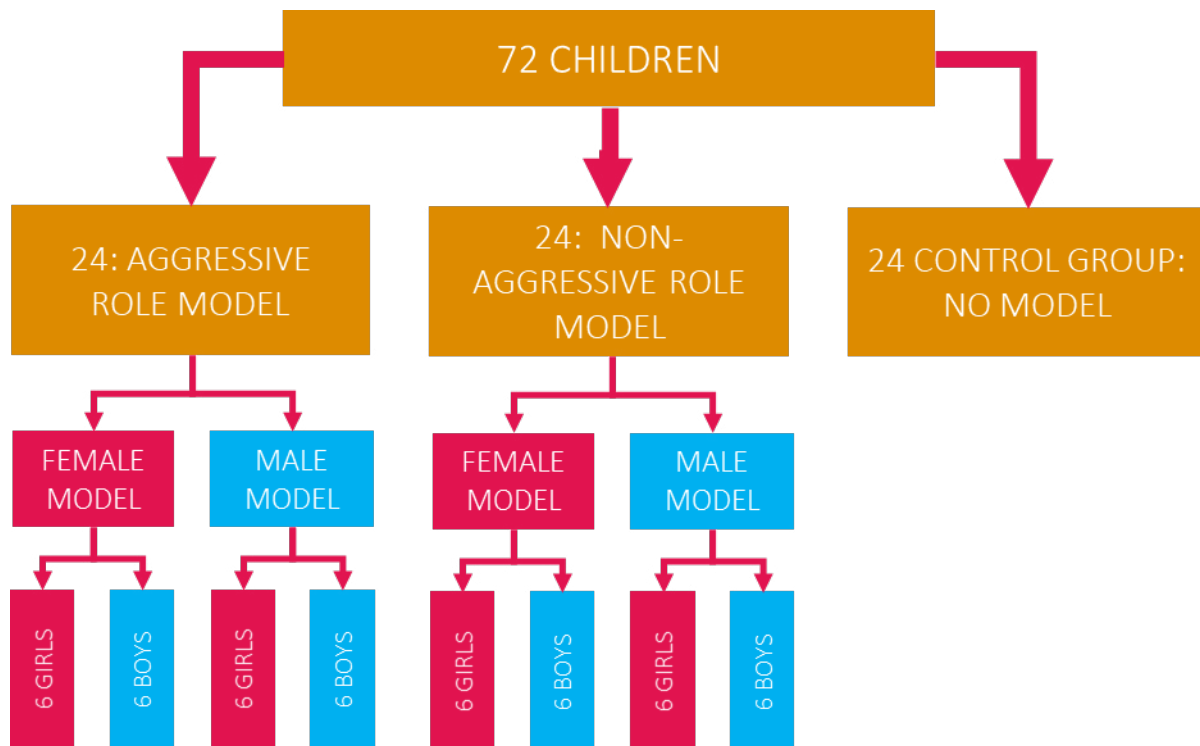 72 CHILDREN
24: AGGRESSIVE
ROLE MODEL
24:  NON-
AGGRESSIVE ROLE
MODEL
24 CONTROL GROUP:
NO MODEL
FEMALE
MODEL
MALE
MODEL
FEMALE
MODEL
MALE
MODEL
6 GIRLS
6 BOYS
6 GIRLS
6 BOYS
6 GIRLS
6 BOYS
6 GIRLS
6 BOYS